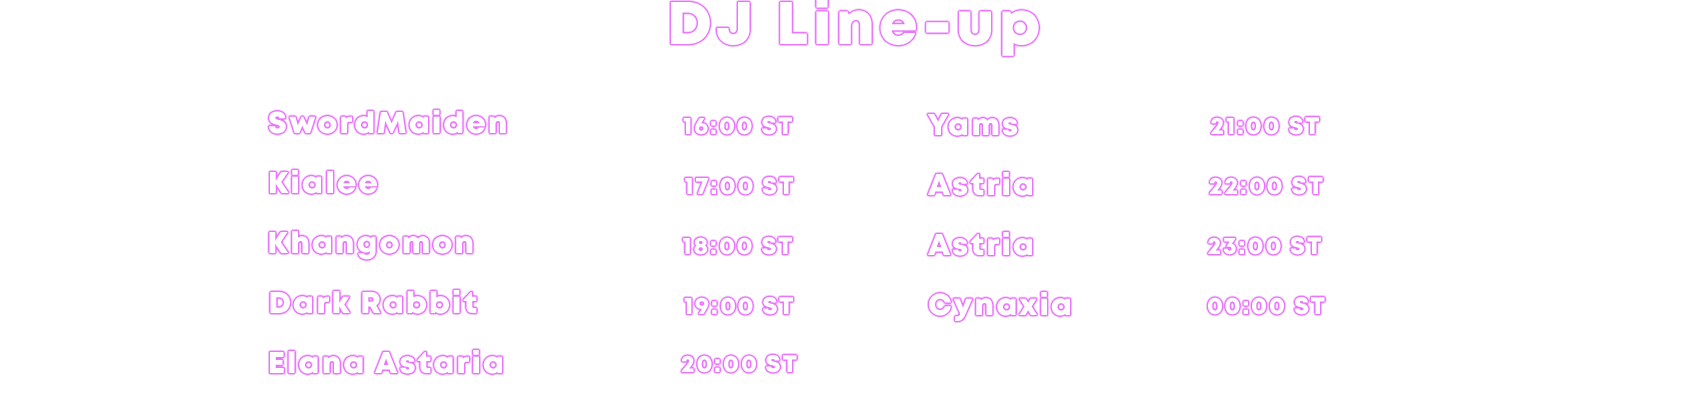 DJ Line-up
SwordMaiden 16:00 ST
Kialee 17:00 ST
Khangomon 18:00 ST
Dark Rabbit 19:00 ST
Elana Astaria 20:00 ST
Yams 21:00 ST
Astria 22:00 ST
Astria 23:00 ST
Cynaxia 00:00 ST